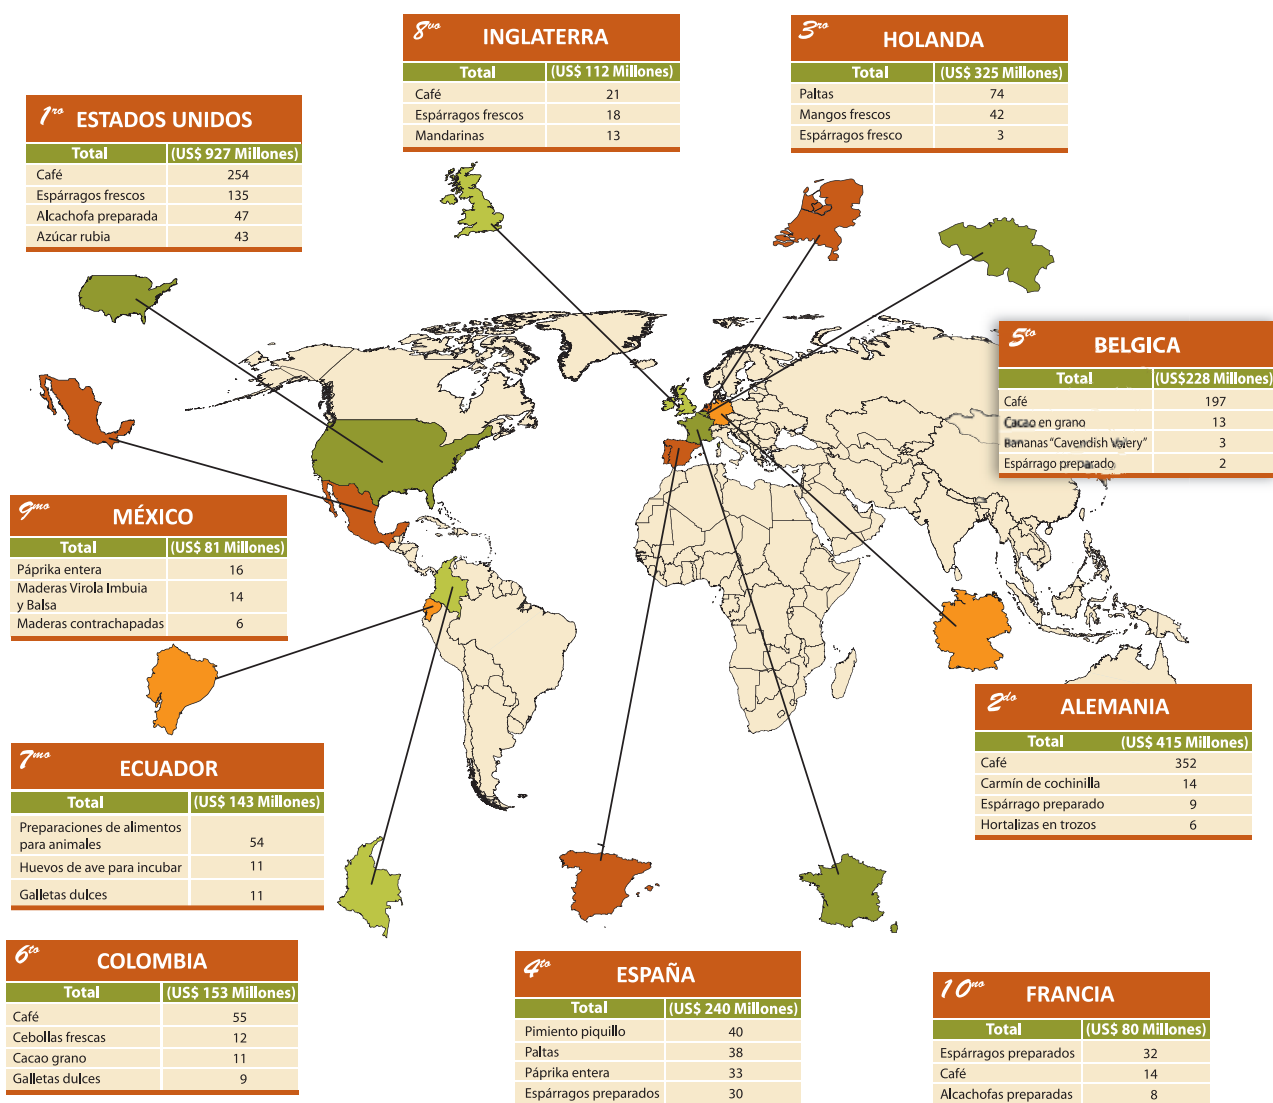 8vo INGLATERRA
Total (US$ 112 Millones)
Café 21
Espárragos frescos 18
Mandarinas 13
3ro HOLANDA
Total (US$ 325 Millones)
Paltas 74
Mangos frescos 42
Espárragos fresco 3
1ro ESTADOS UNIDOS
Total (US$ 927 Millones)
Café 254
Espárragos frescos 135
Alcachofa preparada 47
Azúcar rubia 43
5to BELGICA
Total (US$228 Millones)
Café 197
Cacao en grano 13
Bananas "Cavendish Valery" 3
Espárrago preparado 2
9mo MÉXICO
Total (US$ 81 Millones)
Páprika entera 16
Maderas Virola Imbuia
y Balsa 14
Maderas contrachapadas 6
2do ALEMANIA
Total (US$ 415 Millones)
Café 352
Carmín de cochinilla 14
Espárrago preparado 9
Hortalizas en trozos 6
7mo ECUADOR
Total (US$ 143 Millones)
Preparaciones de alimentos
para animales 54
Huevos de ave para incubar 11
Galletas dulces 11
6to COLOMBIA
Total (US$ 153 Millones)
Café 55
Cebollas frescas 12
Cacao grano 11
Galletas dulces 9
4to ESPAÑA
Total (US$ 240 Millones)
Pimiento piquillo 40
Paltas 38
Páprika entera 33
Espárragos preparados 30
10no FRANCIA
Total (US$ 80 Millones)
Espárragos preparados 32
Café 14
Alcachofas preparadas 8